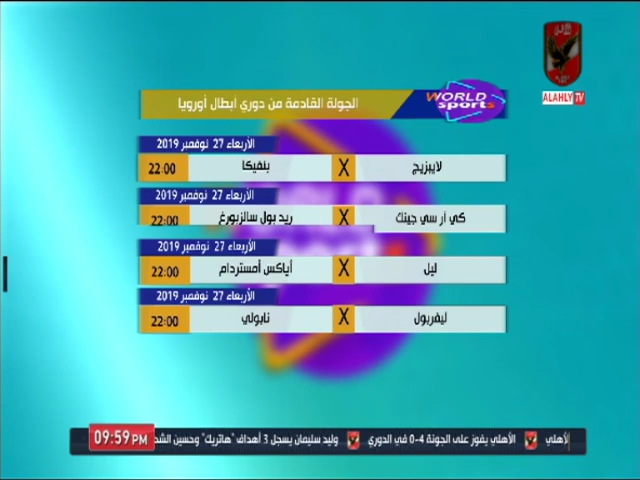 ALAHLY TV
WORLD
sports
الجولة القادمة من دوري أبطال أوروبا
الأربعاء 27 نوفمبر 2019
لايبزيج X بنفيكا 22:00
الأربعاء 27 نوفمبر 2019
كي آر سي جينك X ريد بول سالزبورغ 22:00
الأربعاء 27 نوفمبر 2019
ليل X أياكس أمستردام 22:00
الأربعاء 27 نوفمبر 2019
ليفربول X نابولي 22:00
الأهلي يفوز على الجونة 4-0 في الدوري وليد سليمان يسجل 3 أهداف "هاتريك" وحسين
09:59 PM